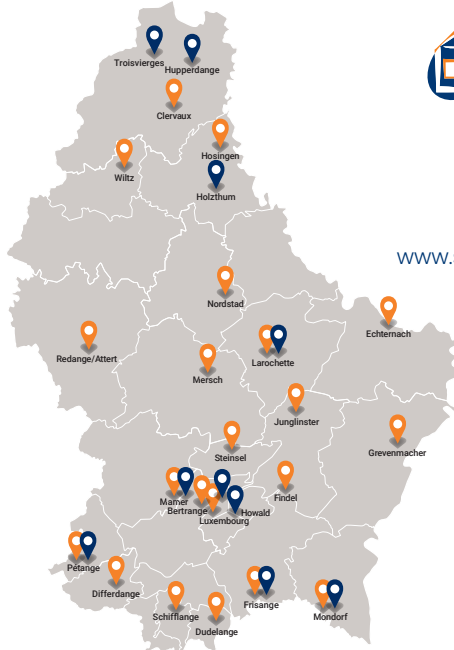 Troisvierges
Hupperdange
Clervaux
Hosingen
Wiltz
Holzthum
www.
Nordstad
Echternach
Redange/Attert
Larochette
Mersch
Junglinster
Grevenmacher
Steinsel
Findel
Mamer
Bertrange
Howald
Luxembourg
Pétange
Differdange
Schifflange
Frisange
Mondorf
Dudelange